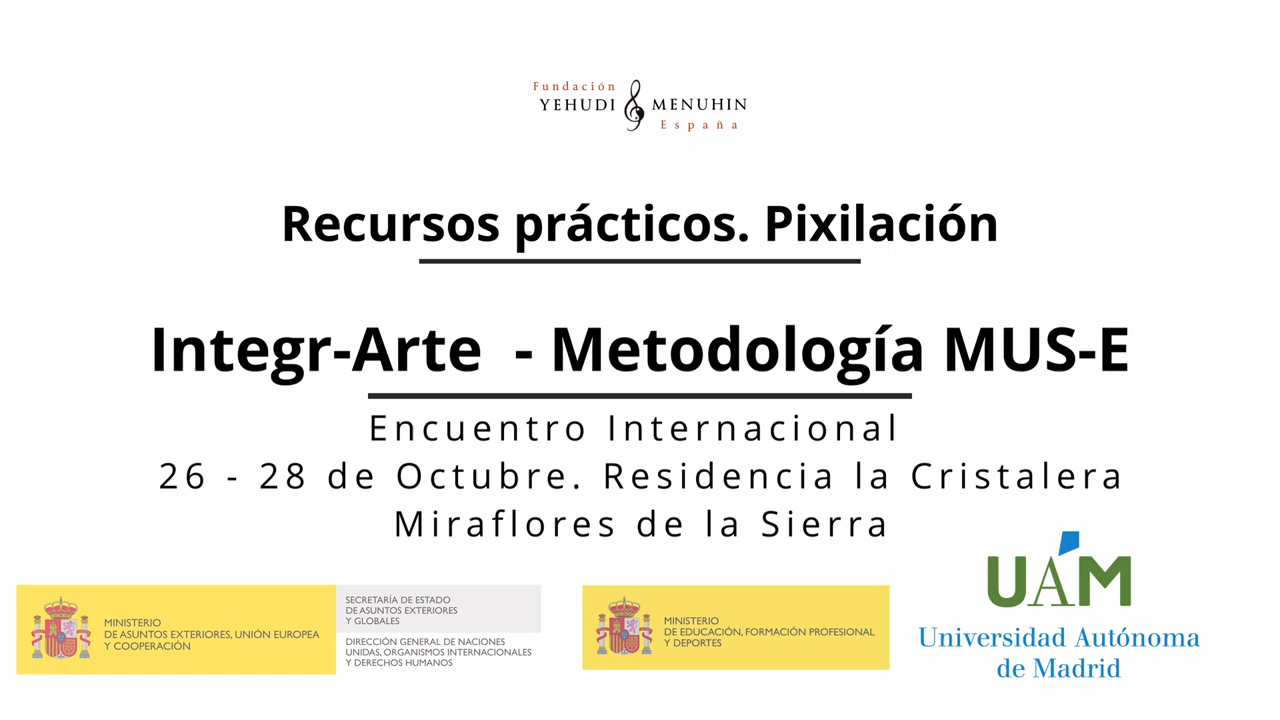 Fundación
YEHUDI MENUHIN
España
Recursos prácticos. Pixilación
Integr-Arte - Metodología MUS-E
Encuentro Internacional
26 - 28 de Octubre. Residencia la Cristalera
Miraflores de la Sierra
MINISTERIO
DE ASUNTOS EXTERIORES, UNIÓN EUROPEA
Y COOPERACIÓN
SECRETARÍA DE ESTADO
DE ASUNTOS EXTERIORES
Y GLOBALES
DIRECCIÓN GENERAL DE NACIONES
UNIDAS, ORGANISMOS INTERNACIONALES
Y DERECHOS HUMANOS
MINISTERIO
DE EDUCACIÓN, FORMACIÓN PROFESIONAL
Y DEPORTES
UAM
Universidad Autónoma
de Madrid